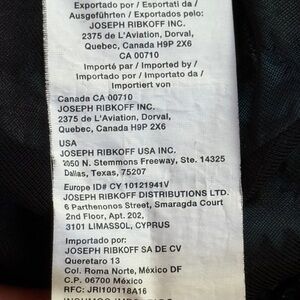 Exportado por / Esportati da /
Ausgeführten / Exportados pelo:
JOSEPH RIBKOFF INC.
2375 de L'Aviation, Dorval,
Quebec, Canada H9P 2X6
CA 00710
Importé par / Imported by /
Importado por / Importato da /
Importiert von
Canada CA 00710
JOSEPH RIBKOFF INC.
2375 de L'Aviation, Dorval,
Quebec, Canada H9P 2X6
USA
JOSEPH RIBKOFF USA INC.
2050 N. Stemmons Freeway, Ste. 14325
Dallas, Texas, 75207
Europe ID# CY 10121941V
JOSEPH RIBKOFF DISTRIBUTIONS LTD.
6 Parthenonos Street, Smaragda Court
2nd Floor, Apt. 202,
3101 LIMASSOL, CYPRUS
Importado por:
JOSEPH RIBKOFF SA DE CV
Queretaro 13
Col. Roma Norte, México DF
C.P. 06700 México
RFC: JRI100118A16